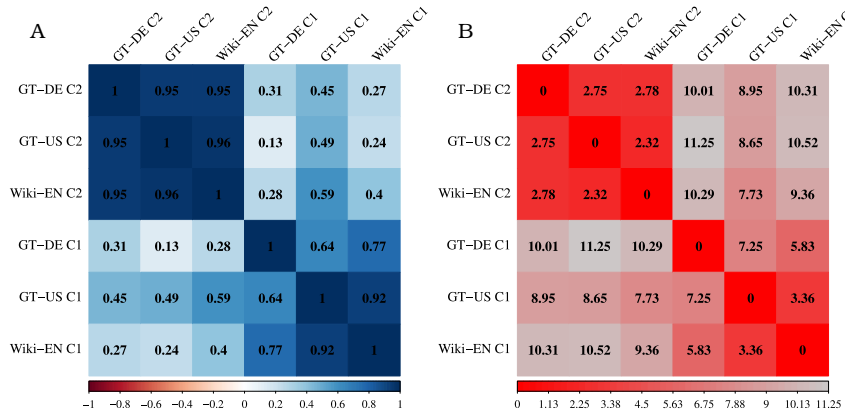 A
GT−DE C2 GT−US C2 Wiki−EN C2 GT−DE C1 GT−US C1 Wiki−EN C1
GT−DE C2 1 0.95 0.95 0.31 0.45 0.27
GT−US C2 0.95 1 0.96 0.13 0.49 0.24
Wiki−EN C2 0.95 0.96 1 0.28 0.59 0.4
GT−DE C1 0.31 0.13 0.28 1 0.64 0.77
GT−US C1 0.45 0.49 0.59 0.64 1 0.92
Wiki−EN C1 0.27 0.24 0.4 0.77 0.92 1
−1 −0.8 −0.6 −0.4 −0.2 0 0.2 0.4 0.6 0.8 1
B
GT−DE C2 GT−US C2 Wiki−EN C2 GT−DE C1 GT−US C1 Wiki−EN C
GT−DE C2 0 2.75 2.78 10.01 8.95 10.31
GT−US C2 2.75 0 2.32 11.25 8.65 10.52
Wiki−EN C2 2.78 2.32 0 10.29 7.73 9.36
GT−DE C1 10.01 11.25 10.29 0 7.25 5.83
GT−US C1 8.95 8.65 7.73 7.25 0 3.36
Wiki−EN C1 10.31 10.52 9.36 5.83 3.36 0
0 1.13 2.25 3.38 4.5 5.63 6.75 7.88 9 10.13 11.25